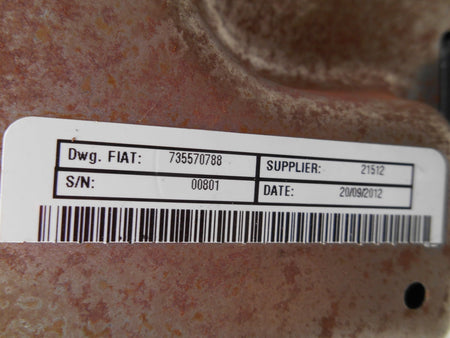 Dwg. FIAT: 735570788 SUPPLIER: 21512
S/N: 00801 DATE: 20/09/2012